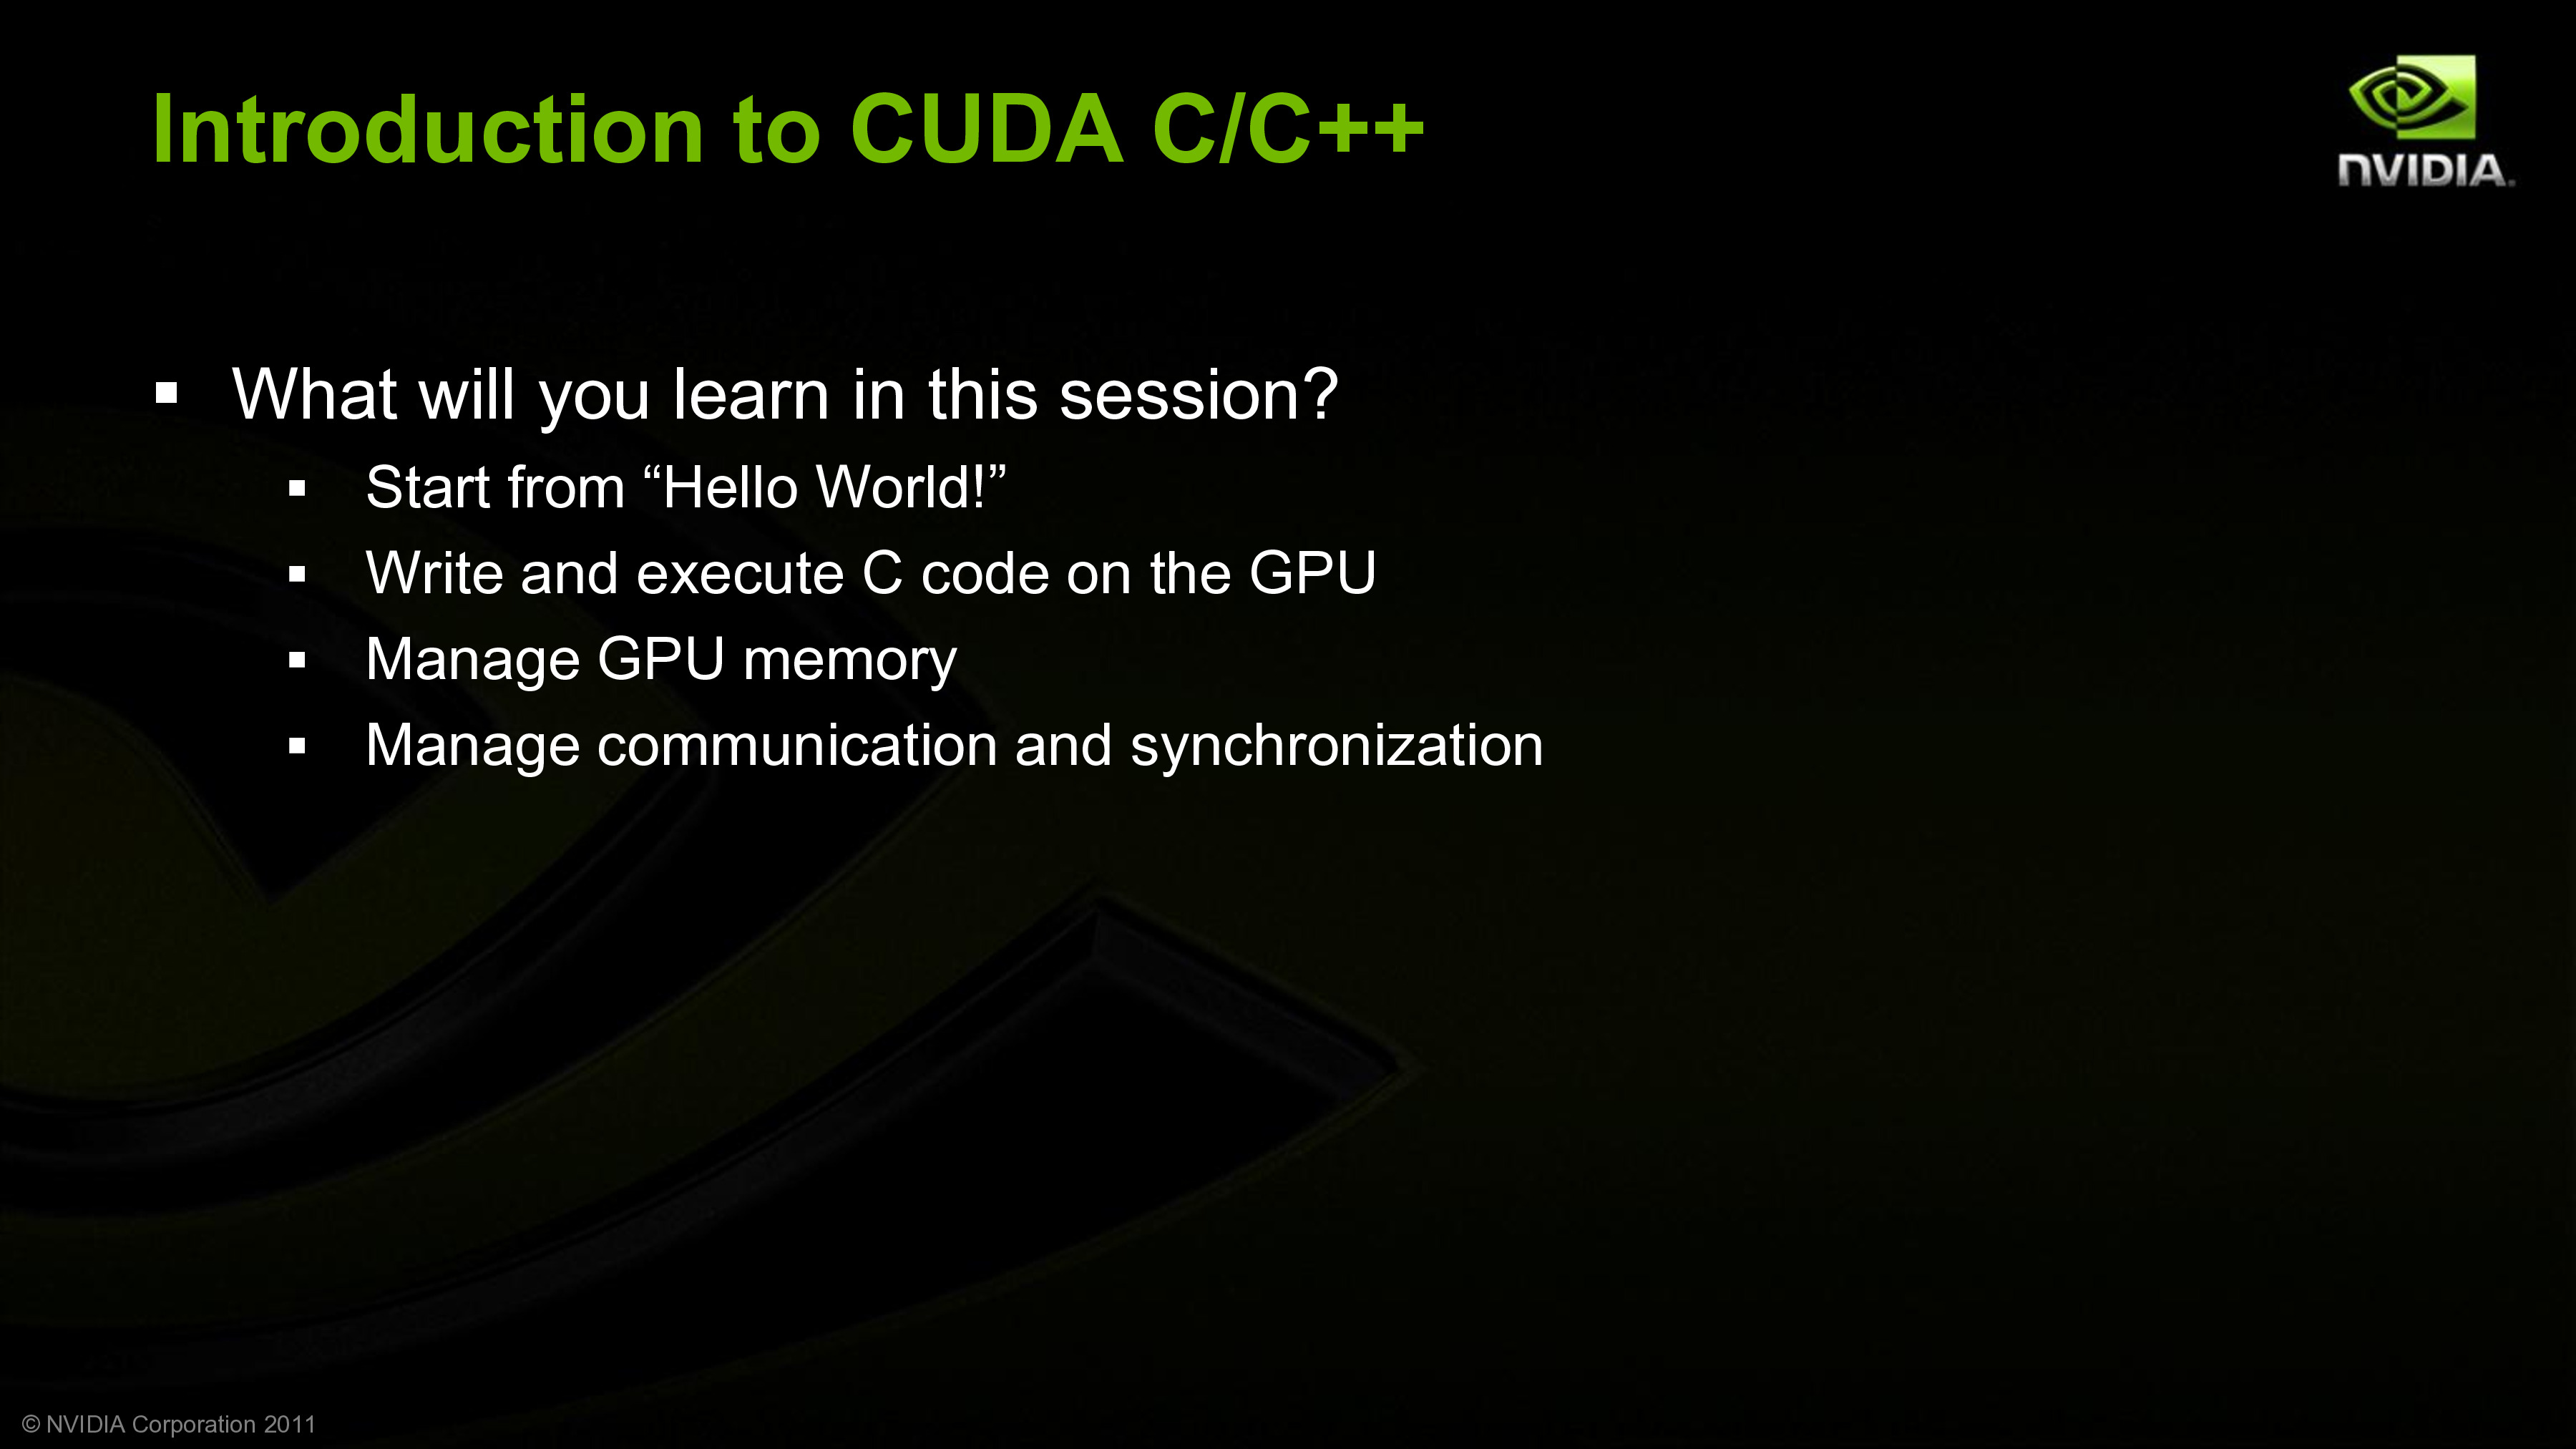 Introduction to CUDA C/C++
NVIDIA.
▪ What will you learn in this session?
▪ Start from “Hello World!”
▪ Write and execute C code on the GPU
▪ Manage GPU memory
▪ Manage communication and synchronization
© NVIDIA Corporation 2011